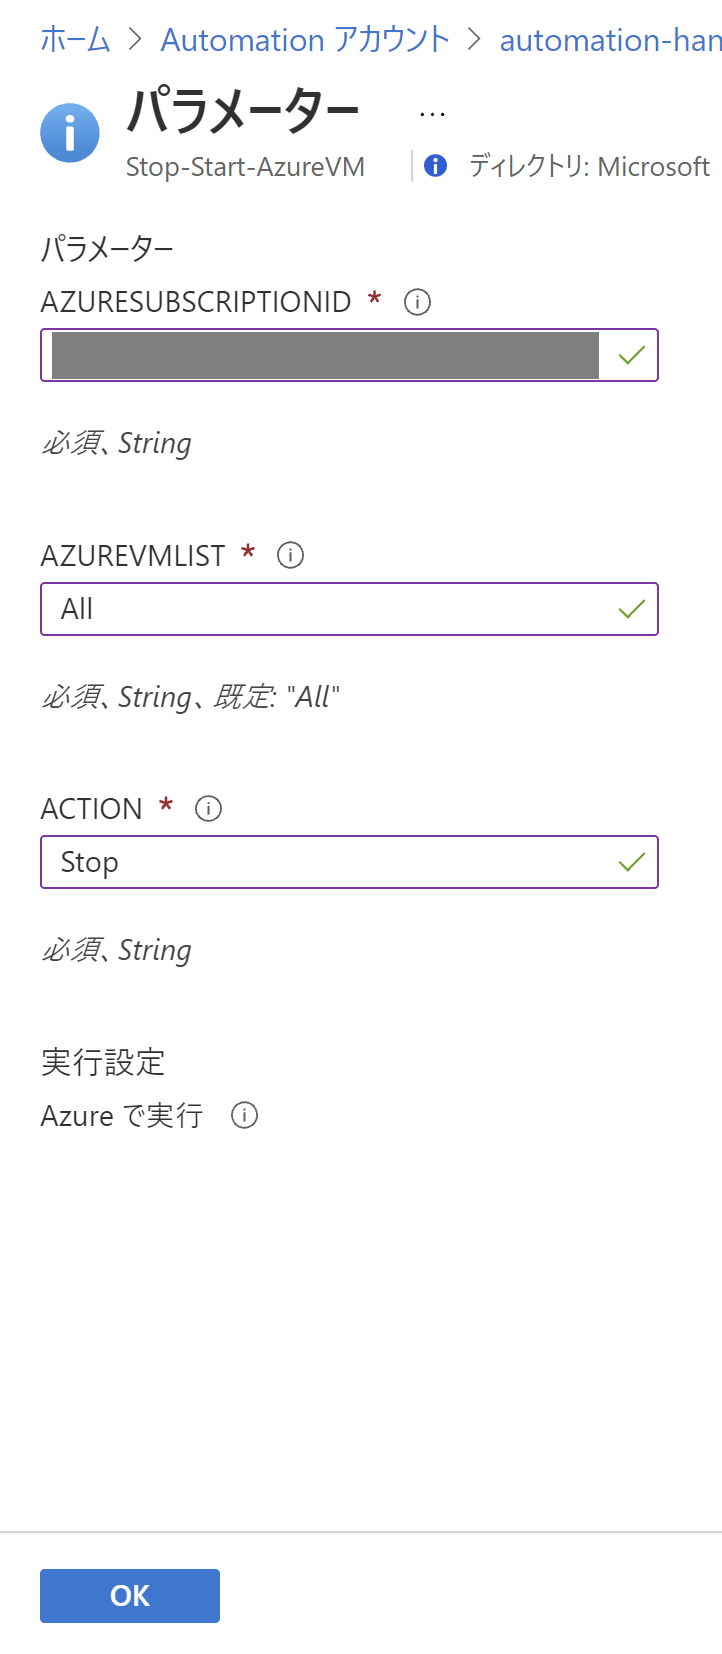 ホーム > Automation アカウント > automation-han
パラメーター ...
Stop-Start-AzureVM | ディレクトリ: Microsoft
パラメーター
AZURESUBSCRIPTIONID *
必須、String
AZUREVMLIST *
All
必須、String、既定: "All"
ACTION *
Stop
必須、String
実行設定
Azure で実行
OK